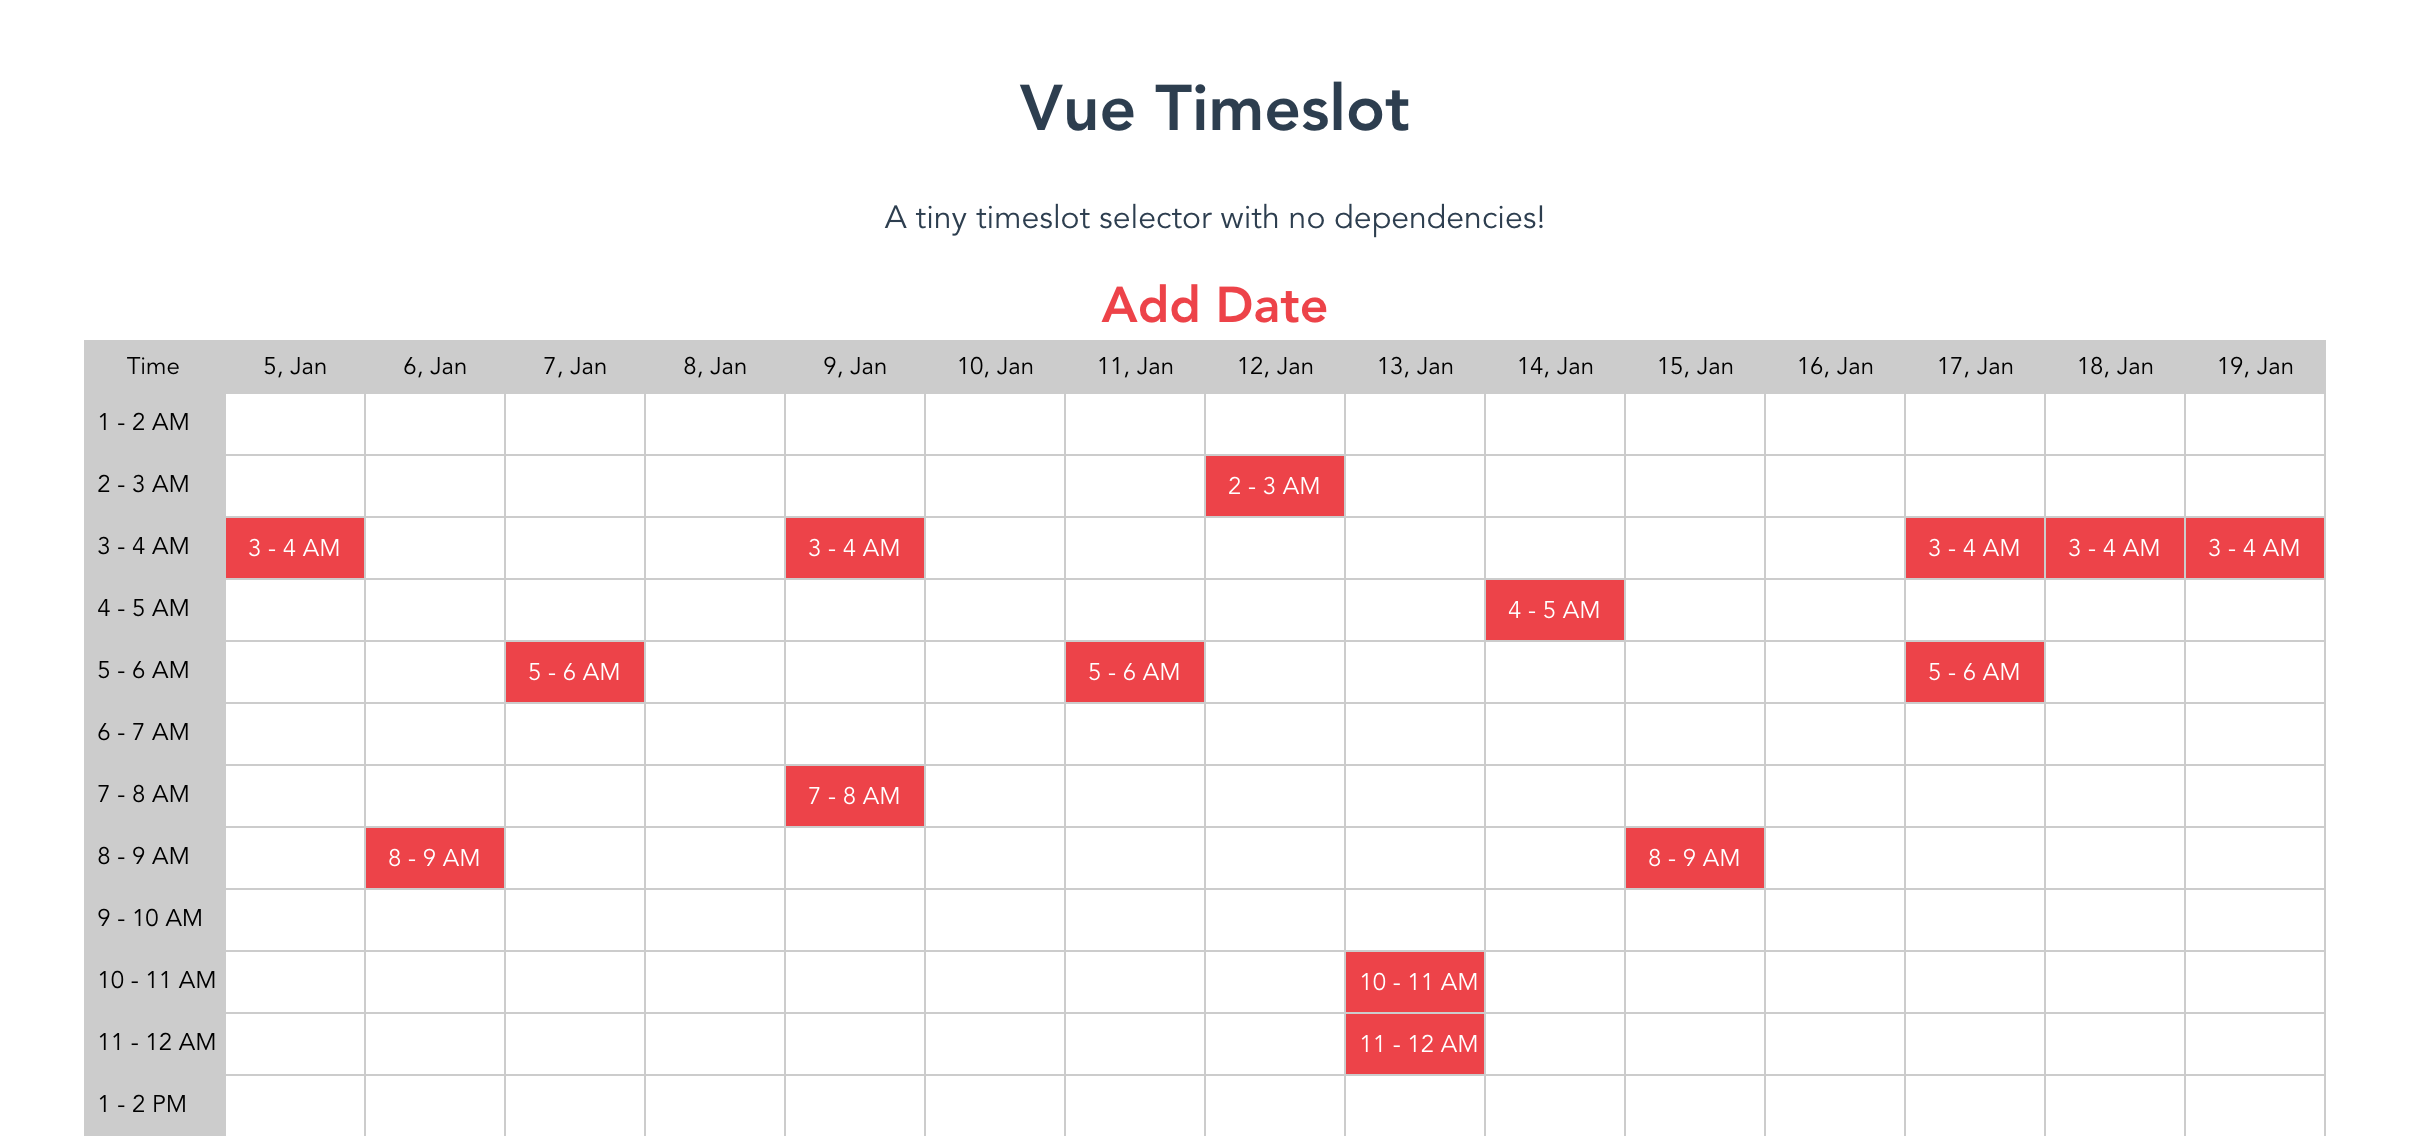 Vue Timeslot
A tiny timeslot selector with no dependencies!
Add Date
Time 5, Jan 6, Jan 7, Jan 8, Jan 9, Jan 10, Jan 11, Jan 12, Jan 13, Jan 14, Jan 15, Jan 16, Jan 17, Jan 18, Jan 19, Jan
1 - 2 AM
2 - 3 AM 2 - 3 AM
3 - 4 AM 3 - 4 AM 3 - 4 AM 3 - 4 AM 3 - 4 AM 3 - 4 AM
4 - 5 AM 4 - 5 AM
5 - 6 AM 5 - 6 AM 5 - 6 AM 5 - 6 AM
6 - 7 AM
7 - 8 AM 7 - 8 AM
8 - 9 AM 8 - 9 AM 8 - 9 AM
9 - 10 AM
10 - 11 AM 10 - 11 AM
11 - 12 AM 11 - 12 AM
1 - 2 PM